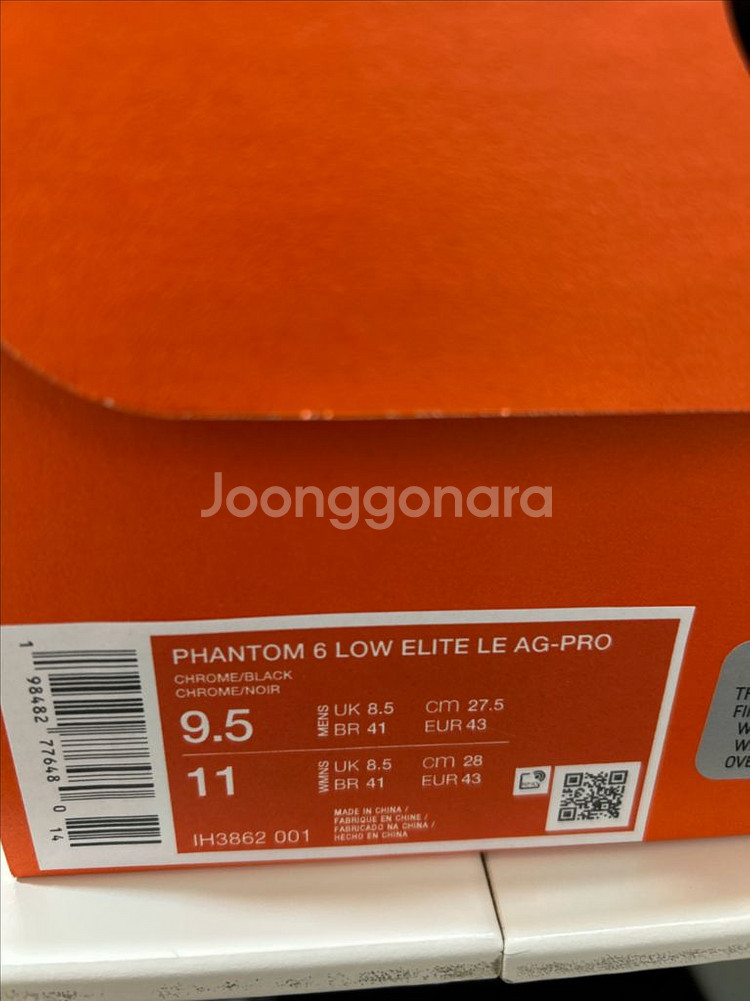 Joonggonara
PHANTOM 6 LOW ELITE LE AG-PRO
CHROME/BLACK
CHROME/NOIR
9.5 MENS UK 8.5 cm 27.5
BR 41 EUR 43
11 WMNS UK 8.5 cm 28
BR 41 EUR 43
IH3862 001
MADE IN CHINA /
FABRIQUE EN CHINE /
FABRICADO NA CHINA /
HECHO EN CHINA
1 98482 77648 0 14
FI
W
W
OVE